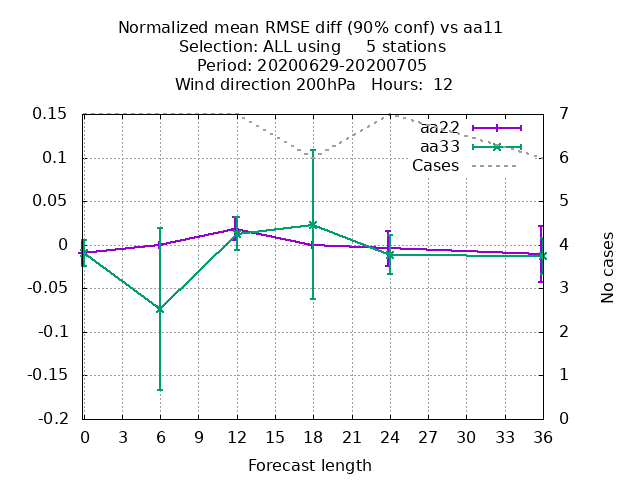 Normalized mean RMSE diff (90% conf) vs aa11
Selection: ALL using     5 stations
Period: 20200629-20200705
Wind direction 200hPa   Hours:  12
0.15
0.1
0.05
0
-0.05
-0.1
-0.15
-0.2
7
6
5
4
3
2
1
0
aa22
aa33
Cases
No cases
0 3 6 9 12 15 18 21 24 27 30 33 36
Forecast length